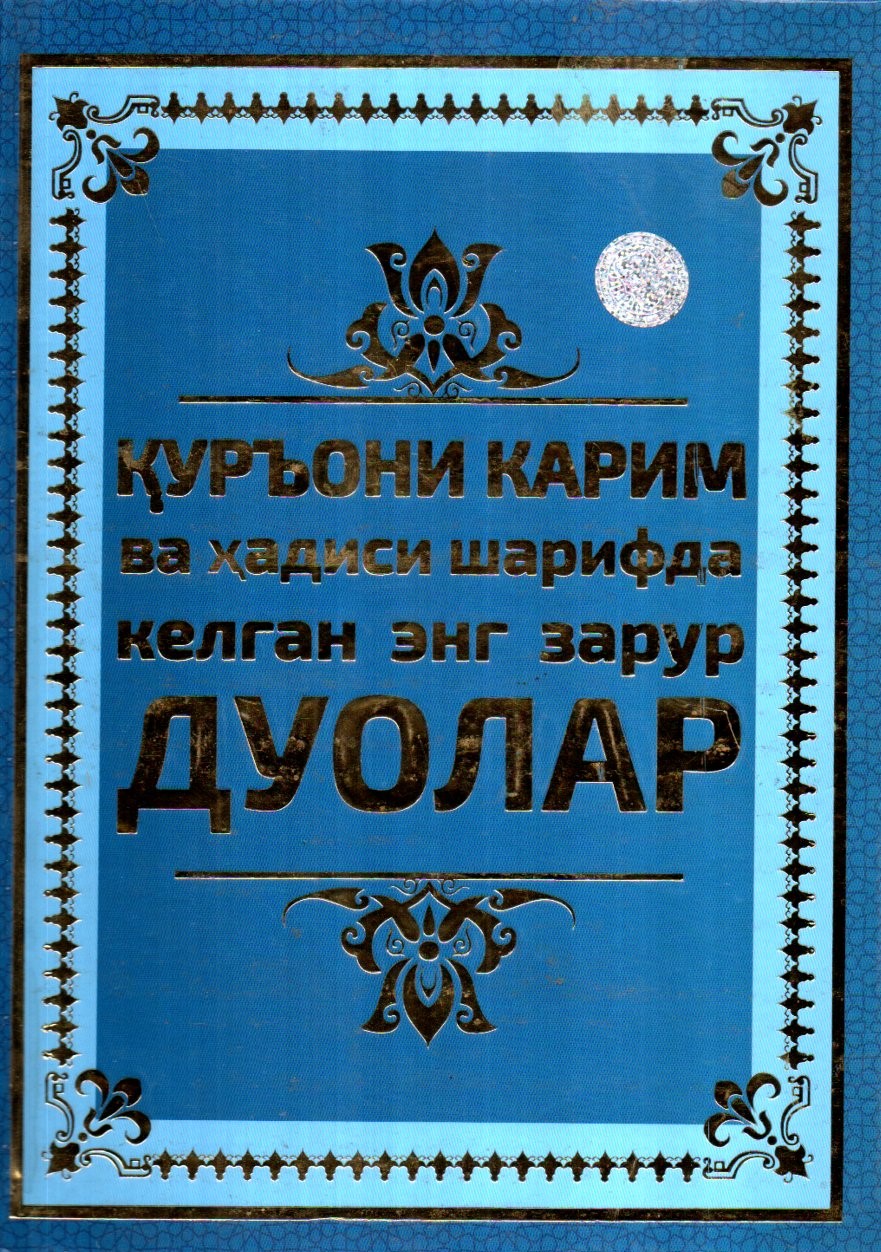 ҚУРЪОНИ КАРИМ
ва ҳадиси шарифда
келган энг зарур
ДУОЛАР